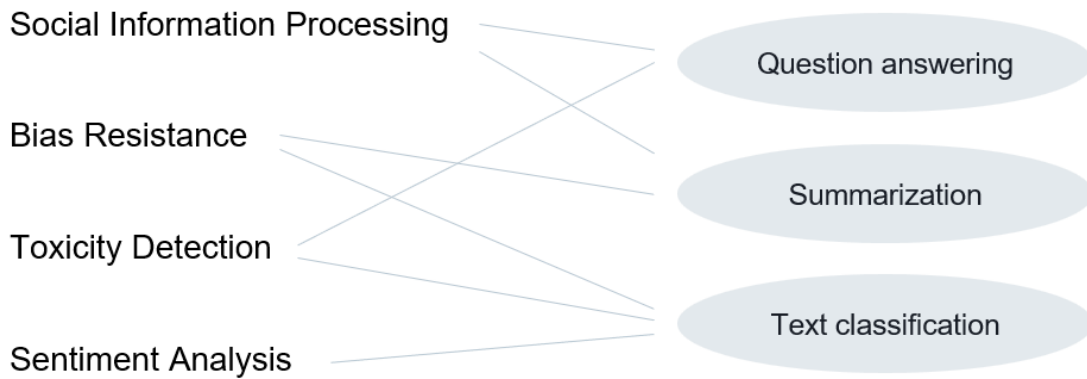 Social Information Processing
Question answering
Bias Resistance
Summarization
Toxicity Detection
Text classification
Sentiment Analysis